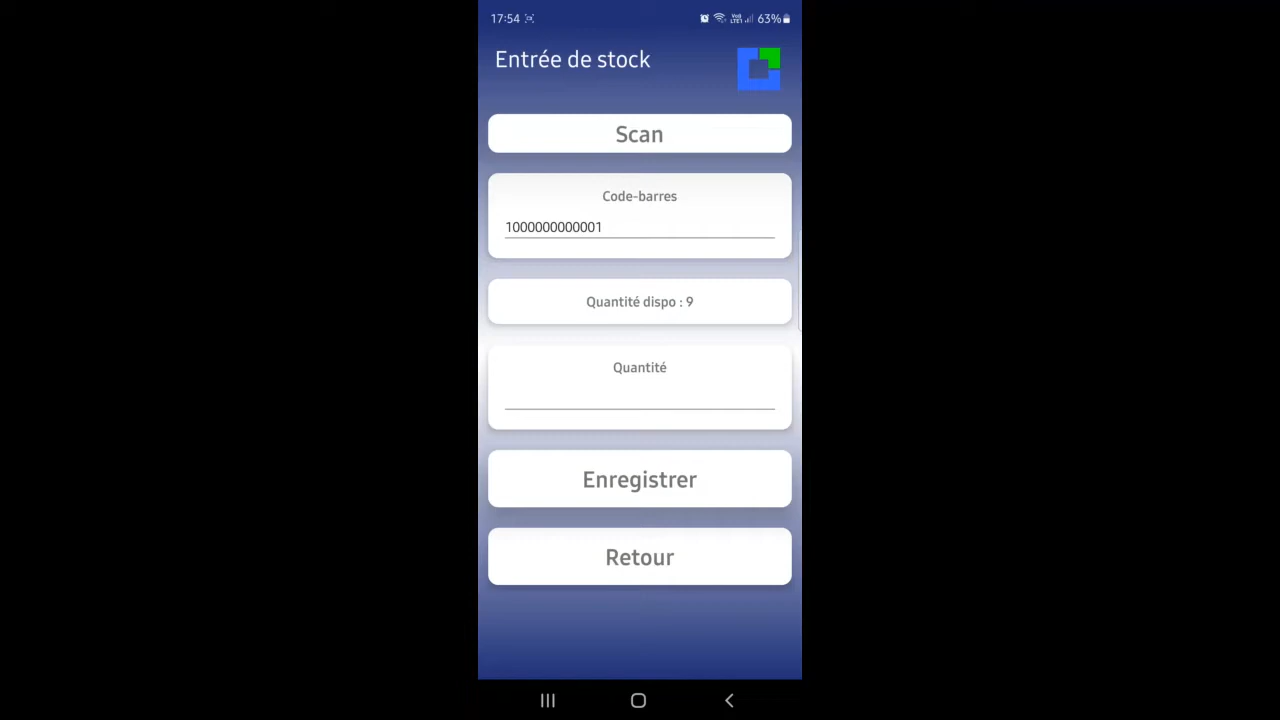 17:54
63%
Entrée de stock
Scan
Code-barres
1000000000001
Quantité dispo : 9
Quantité
Enregistrer
Retour